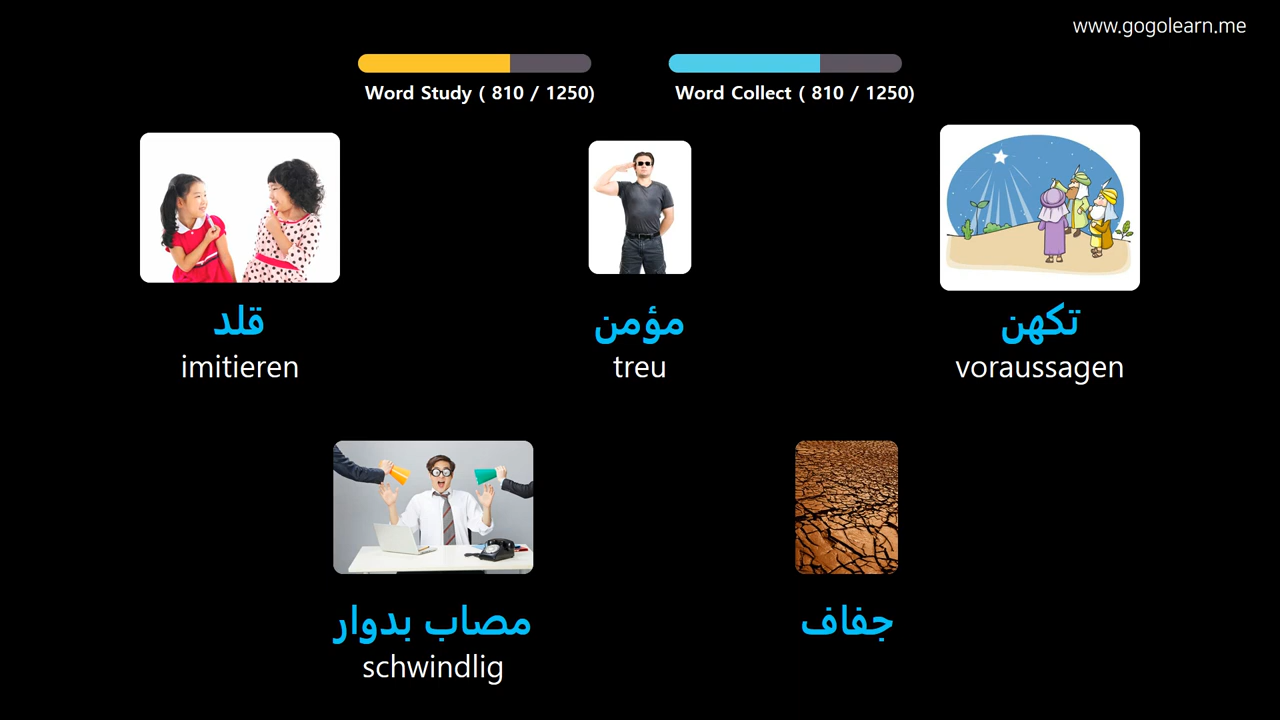 www.gogolearn.me
Word Study ( 810 / 1250)
Word Collect ( 810 / 1250)
قلد
imitieren
مؤمن
treu
تكهن
voraussagen
مصاب بدوار
schwindlig
جفاف